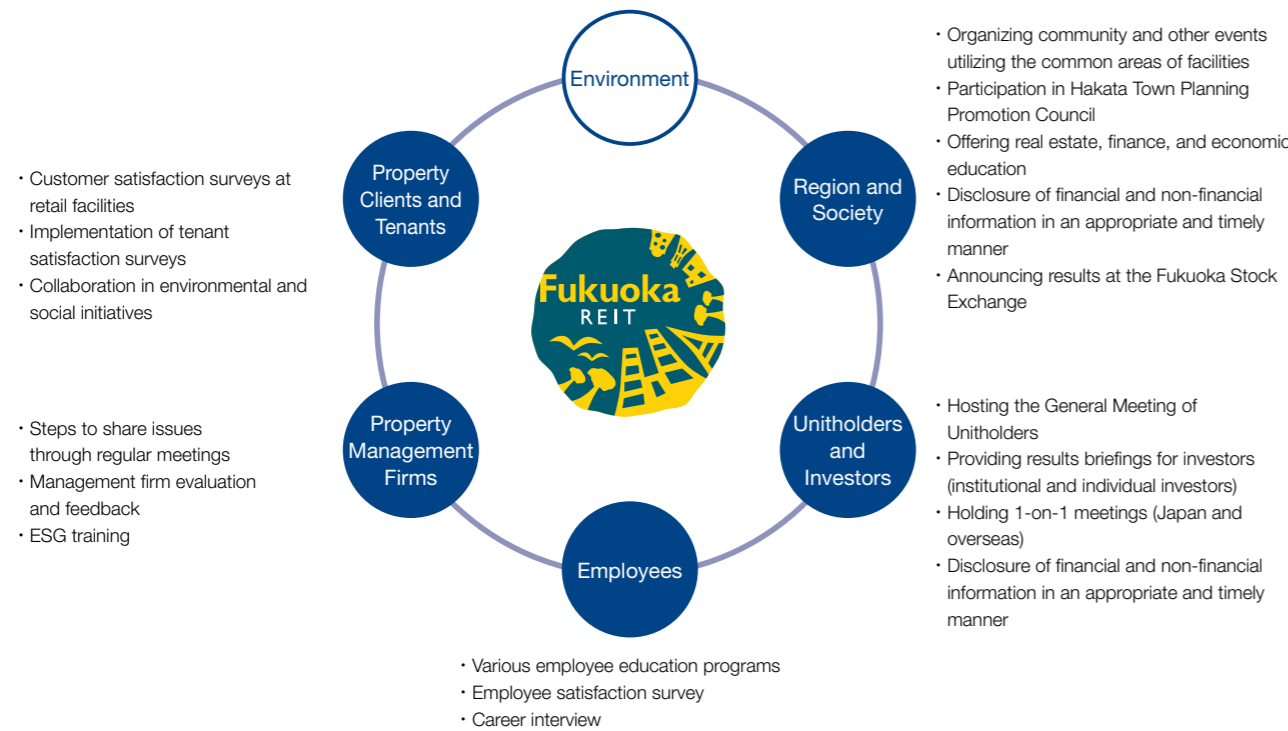 Environment
・Organizing community and other events
utilizing the common areas of facilities
・Participation in Hakata Town Planning
Promotion Council
・Offering real estate, finance, and economic
education
・Disclosure of financial and non-financial
information in an appropriate and timely
manner
・Announcing results at the Fukuoka Stock
Exchange
Region and
Society
Property
Clients and
Tenants
・Customer satisfaction surveys at
retail facilities
・Implementation of tenant
satisfaction surveys
・Collaboration in environmental and
social initiatives
Fukuoka
REIT
Property
Management
Firms
・Steps to share issues
through regular meetings
・Management firm evaluation
and feedback
・ESG training
Unitholders
and
Investors
・Hosting the General Meeting of
Unitholders
・Providing results briefings for investors
(institutional and individual investors)
・Holding 1-on-1 meetings (Japan and
overseas)
・Disclosure of financial and non-financial
information in an appropriate and timely
manner
Employees
・Various employee education programs
・Employee satisfaction survey
・Career interview